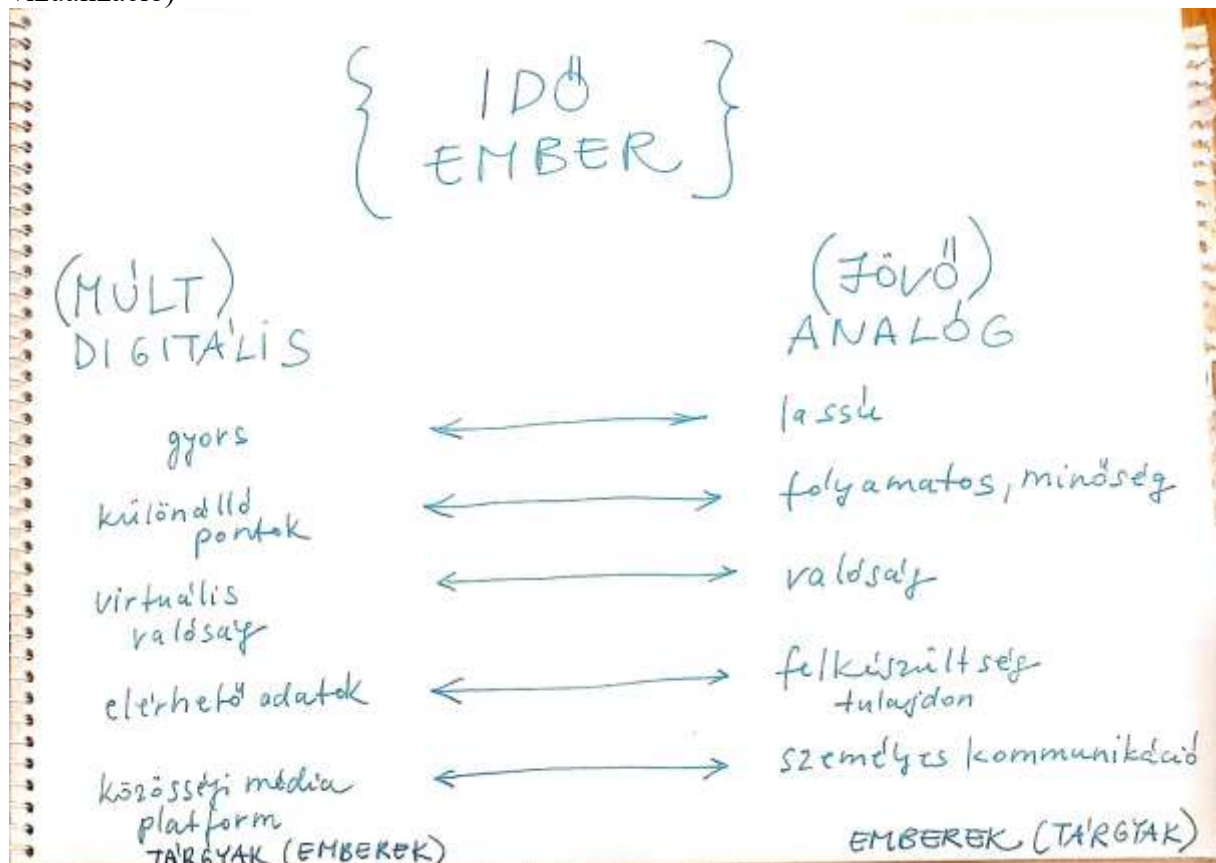 IDŐ
EMBER
(MÚLT)
DIGITÁLIS
(JÖVŐ)
ANALÓG
gyors
lassú
különálló
pontok
folyamatos, minőség
virtuális
valóság
valóság
elérhető adatok
felkészültség
tulajdon
közösségi média
platform
személyes kommunikáció
TÁRGYAK (EMBEREK)
EMBEREK (TÁRGYAK)